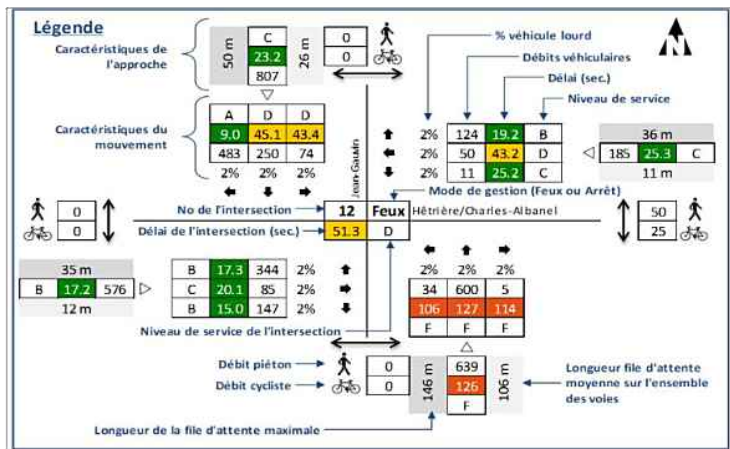 Légende
Caractéristiques de
l'approche
50 m
C
23.2
807
26 m
0
0
% véhicule lourd
Débits véhiculaires
Délai (sec.)
Niveau de service
N
Caractéristiques du
mouvement
A D D
9.0 45.1 43.4
483 250 74
2% 2% 2%
Jean-Gauvin
2% 124 19.2 B
2% 50 43.2 D
2% 11 25.2 C
36 m
185 25.3 C
11 m
Mode de gestion (Feux ou Arrêt)
No de l'intersection
12 Feux
Hêtrière/Charles-Albanel
Délai de l'intersection (sec.)
51.3 D
0
0
50
25
35 m
B 17.2 576
12 m
B 17.3 344 2%
C 20.1 85 2%
B 15.0 147 2%
2% 2% 2%
34 600 5
106 127 114
F F F
Niveau de service de l'intersection
Débit piéton
Débit cycliste
0
0
146 m
639
126
F
106 m
Longueur file d'attente
moyenne sur l'ensemble
des voies
Longueur de la file d'attente maximale